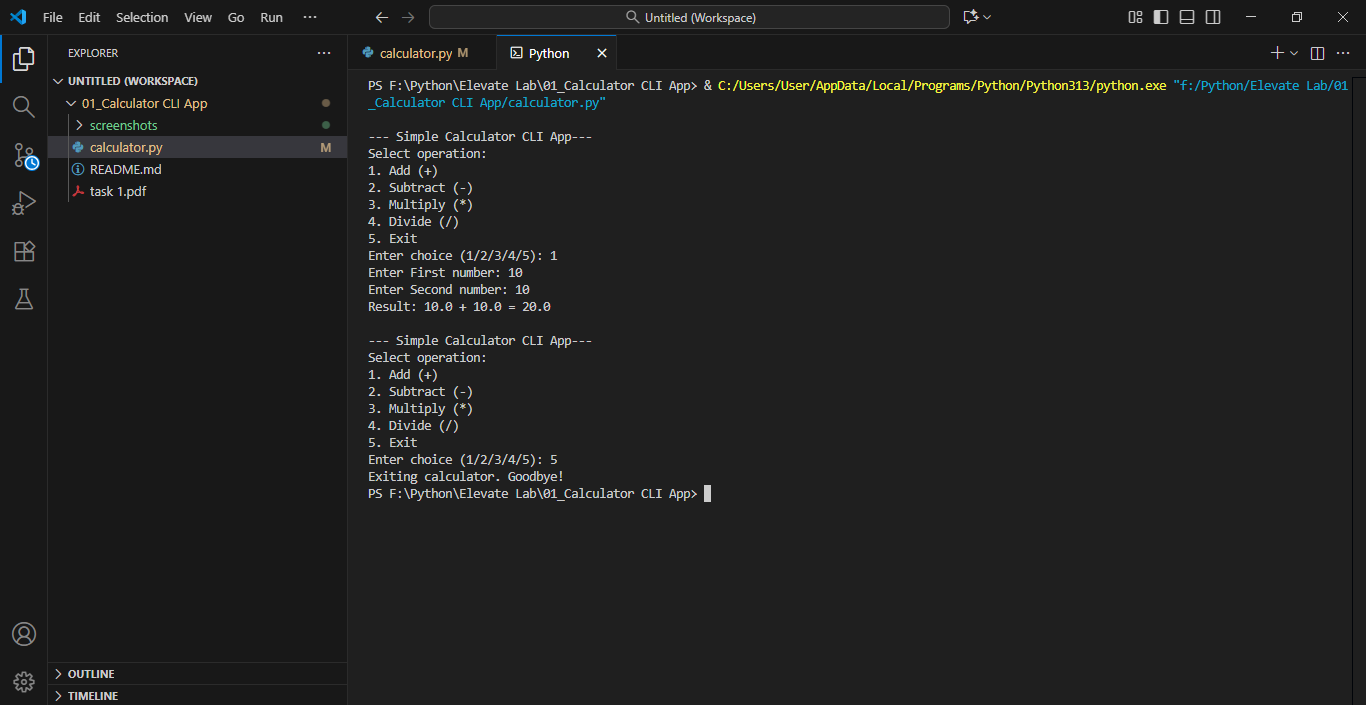 File Edit Selection View Go Run ··· Untitled (Workspace)
EXPLORER ···
UNTITLED (WORKSPACE)
01_Calculator CLI App
screenshots
calculator.py M
README.md
task 1.pdf
OUTLINE
TIMELINE
calculator.py M Python
PS F:\Python\Elevate Lab\01_Calculator CLI App> & C:/Users/User/AppData/Local/Programs/Python/Python313/python.exe "f:/Python/Elevate Lab/01
_Calculator CLI App/calculator.py"
--- Simple Calculator CLI App---
Select operation:
1. Add (+)
2. Subtract (-)
3. Multiply (*)
4. Divide (/)
5. Exit
Enter choice (1/2/3/4/5): 1
Enter First number: 10
Enter Second number: 10
Result: 10.0 + 10.0 = 20.0
--- Simple Calculator CLI App---
Select operation:
1. Add (+)
2. Subtract (-)
3. Multiply (*)
4. Divide (/)
5. Exit
Enter choice (1/2/3/4/5): 5
Exiting calculator. Goodbye!
PS F:\Python\Elevate Lab\01_Calculator CLI App>